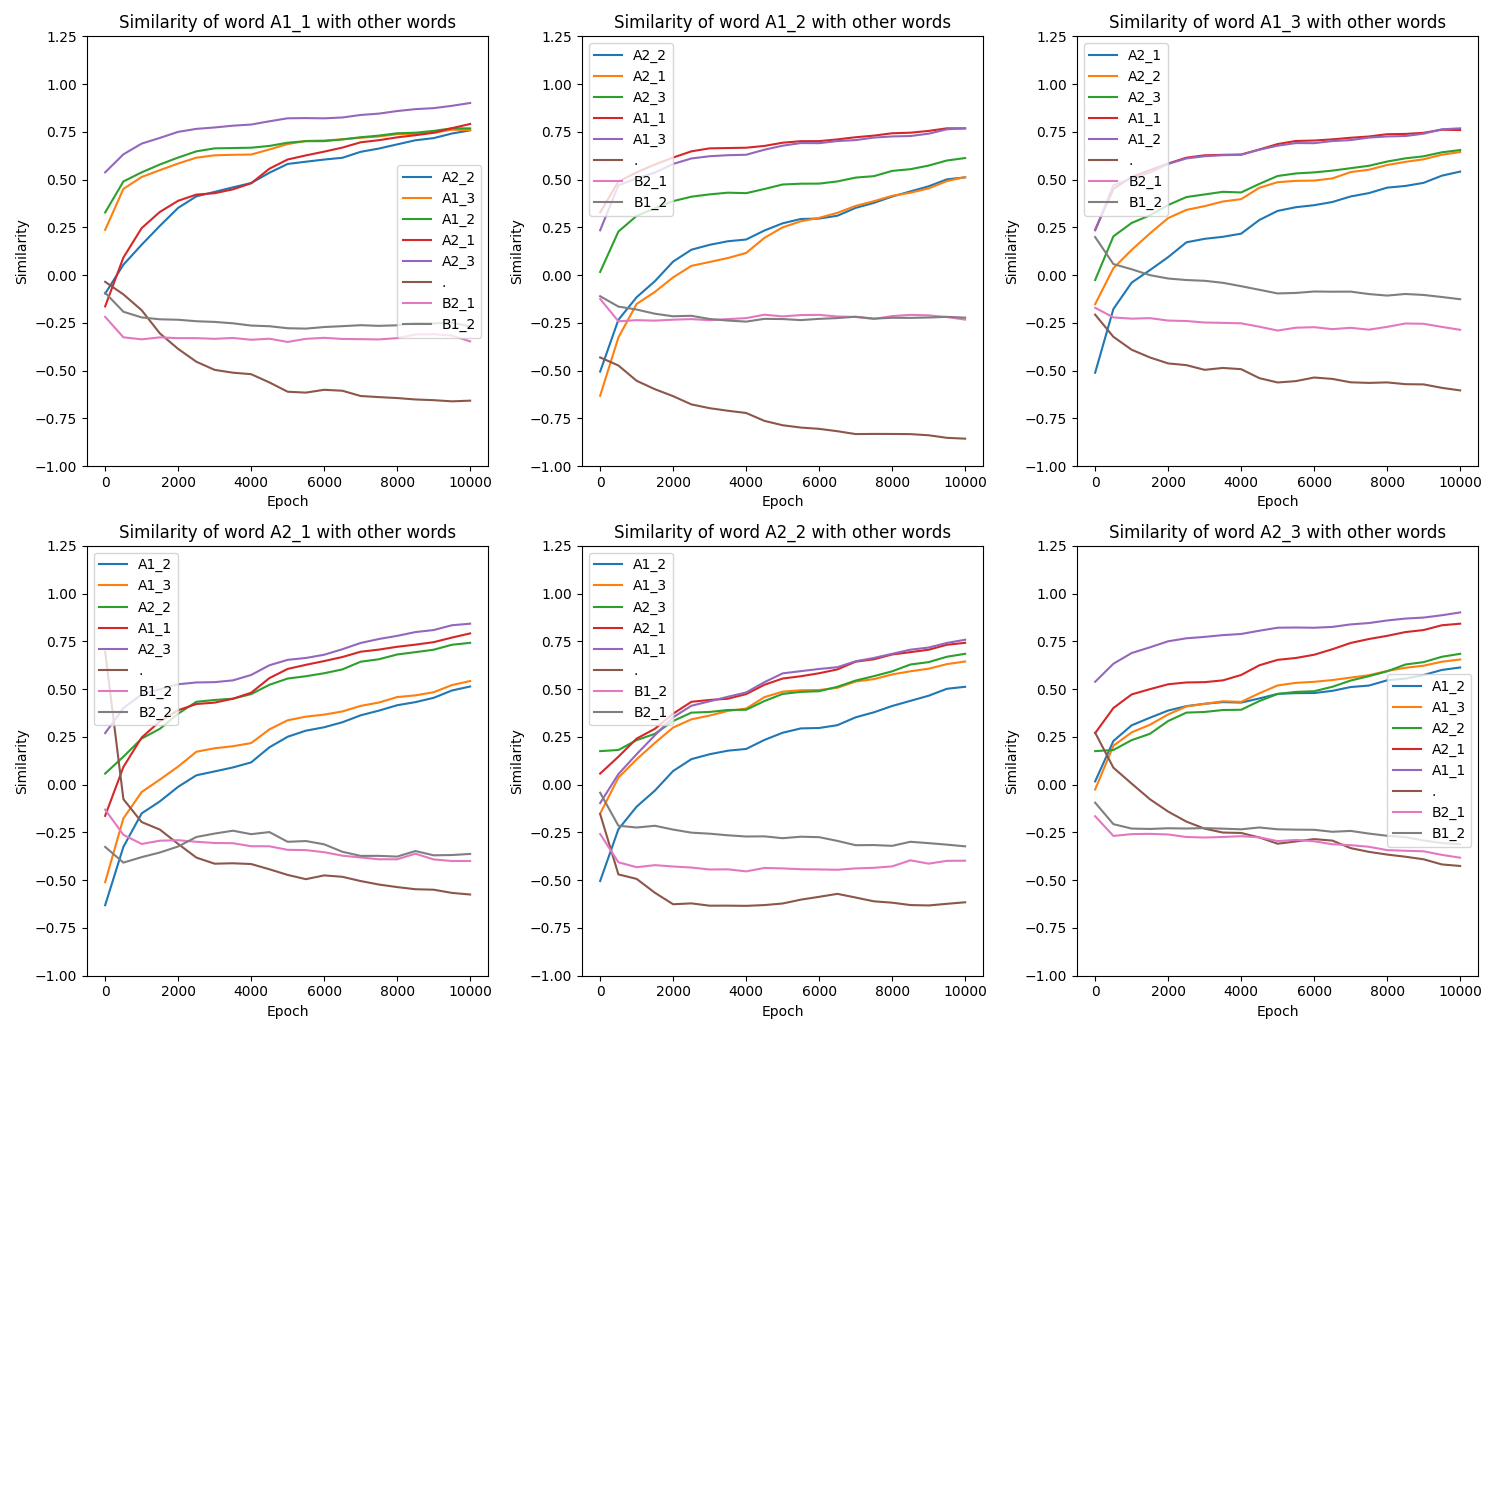 Similarity of word A1_1 with other words
Similarity
1.25
1.00
0.75
0.50
0.25
0.00
−0.25
−0.50
−0.75
−1.00
A2_2
A1_3
A1_2
A2_1
A2_3
.
B2_1
B1_2
0 2000 4000 6000 8000 10000
Epoch
Similarity of word A1_2 with other words
Similarity
1.25
1.00
0.75
0.50
0.25
0.00
−0.25
−0.50
−0.75
−1.00
A2_2
A2_1
A2_3
A1_1
A1_3
.
B2_1
B1_2
0 2000 4000 6000 8000 10000
Epoch
Similarity of word A1_3 with other words
Similarity
1.25
1.00
0.75
0.50
0.25
0.00
−0.25
−0.50
−0.75
−1.00
A2_1
A2_2
A2_3
A1_1
A1_2
.
B2_1
B1_2
0 2000 4000 6000 8000 10000
Epoch
Similarity of word A2_1 with other words
Similarity
1.25
1.00
0.75
0.50
0.25
0.00
−0.25
−0.50
−0.75
−1.00
A1_2
A1_3
A2_2
A1_1
A2_3
.
B1_2
B2_2
0 2000 4000 6000 8000 10000
Epoch
Similarity of word A2_2 with other words
Similarity
1.25
1.00
0.75
0.50
0.25
0.00
−0.25
−0.50
−0.75
−1.00
A1_2
A1_3
A2_3
A2_1
A1_1
.
B1_2
B2_1
0 2000 4000 6000 8000 10000
Epoch
Similarity of word A2_3 with other words
Similarity
1.25
1.00
0.75
0.50
0.25
0.00
−0.25
−0.50
−0.75
−1.00
A1_2
A1_3
A2_2
A2_1
A1_1
.
B2_1
B1_2
0 2000 4000 6000 8000 10000
Epoch